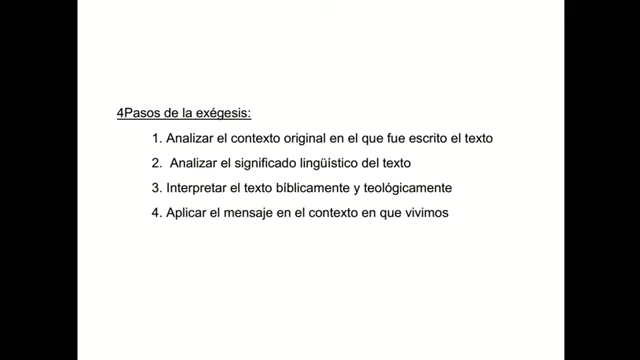 4Pasos de la exégesis:
1. Analizar el contexto original en el que fue escrito el texto
2. Analizar el significado lingüístico del texto
3. Interpretar el texto bíblicamente y teológicamente
4. Aplicar el mensaje en el contexto en que vivimos